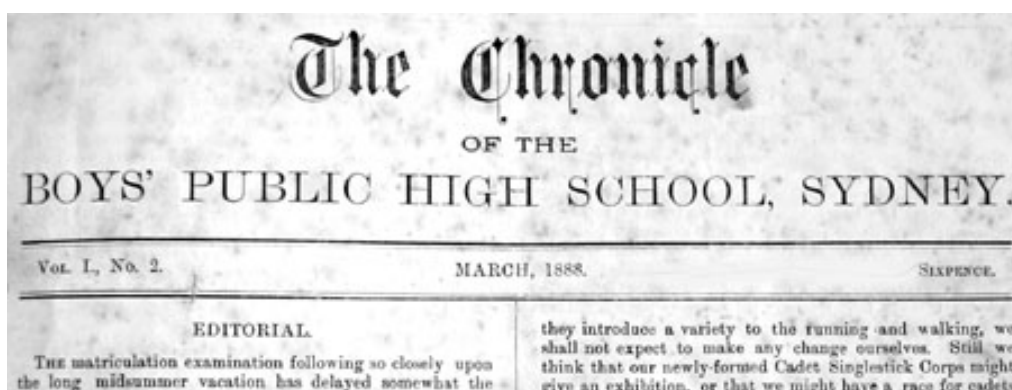 The Chronicle
OF THE
BOYS' PUBLIC HIGH SCHOOL, SYDNEY.
VOL. I., No. 2.
MARCH, 1888.
SIXPENCE.
EDITORIAL.
THE matriculation examination following so closely upon
the long midsummer vacation has delayed somewhat the
they introduce a variety to the running and walking, we
shall not expect to make any change ourselves. Still we
think that our newly-formed Cadet Singlestick Corps might
give an exhibition, or that we might have a race for cadets